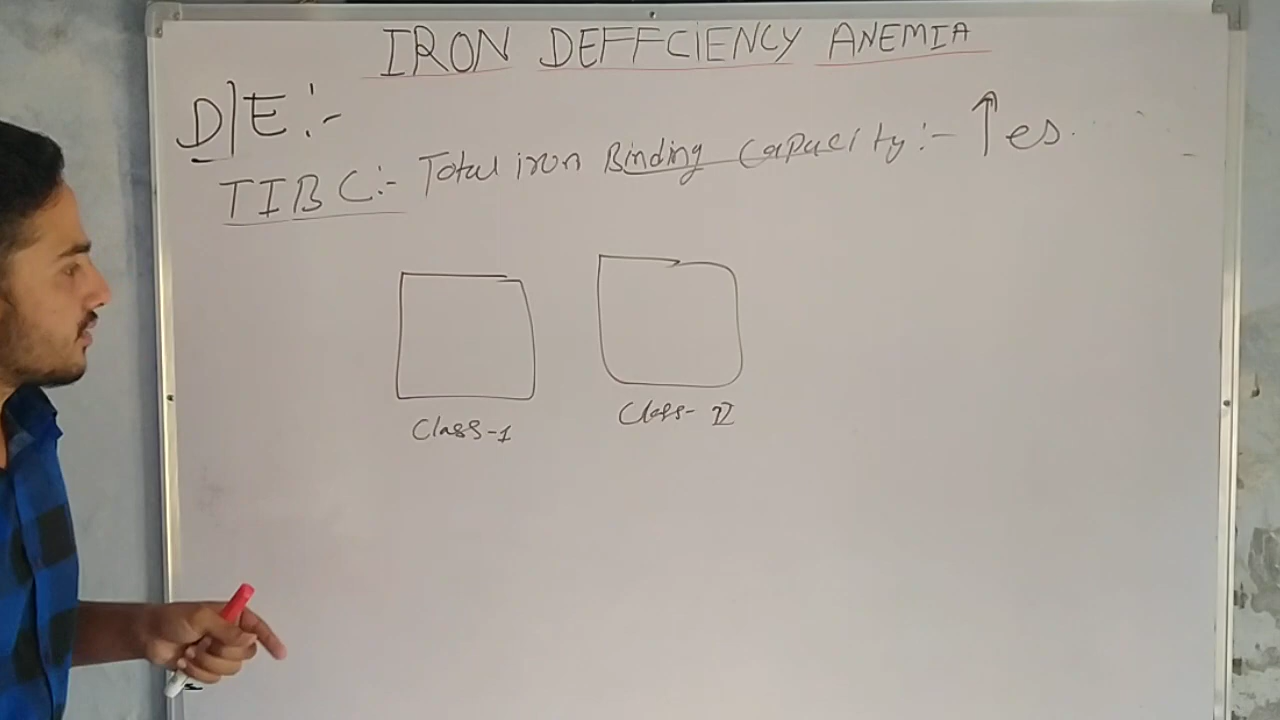 IRON DEFFCIENCY ANEMIA
D/E:-
TIBC:- Total iron Binding Capacity:- ↑es.
Class-1
Class-II